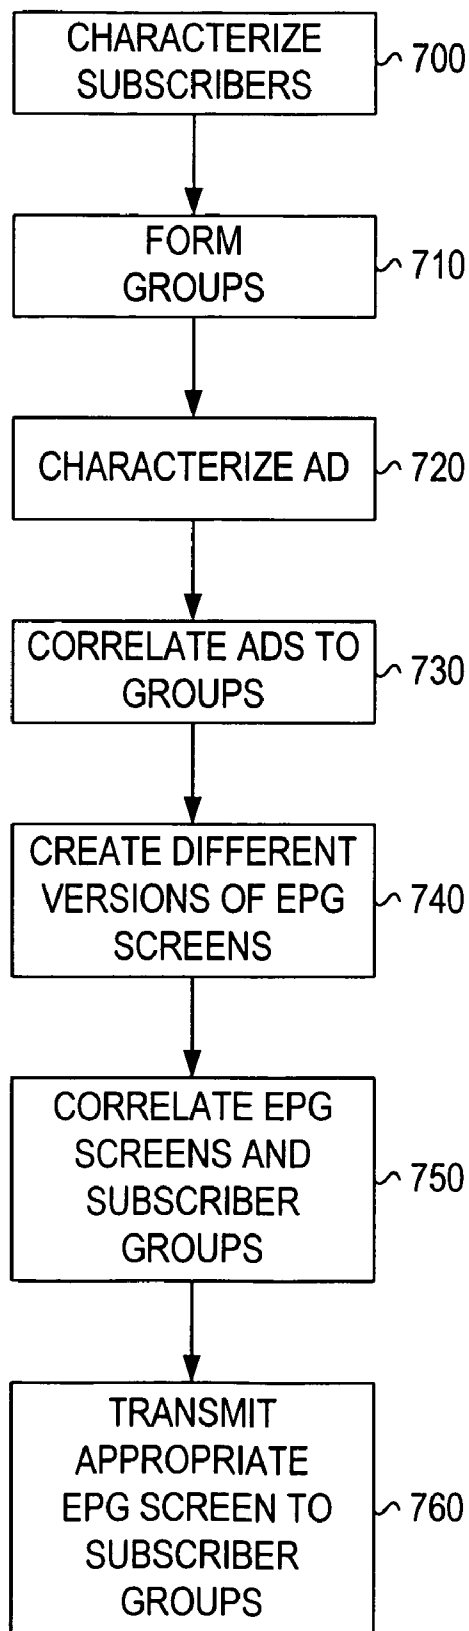 CHARACTERIZE
SUBSCRIBERS
700
FORM
GROUPS
710
CHARACTERIZE AD
720
CORRELATE ADS TO
GROUPS
730
CREATE DIFFERENT
VERSIONS OF EPG
SCREENS
740
CORRELATE EPG
SCREENS AND
SUBSCRIBER
GROUPS
750
TRANSMIT
APPROPRIATE
EPG SCREEN TO
SUBSCRIBER
GROUPS
760